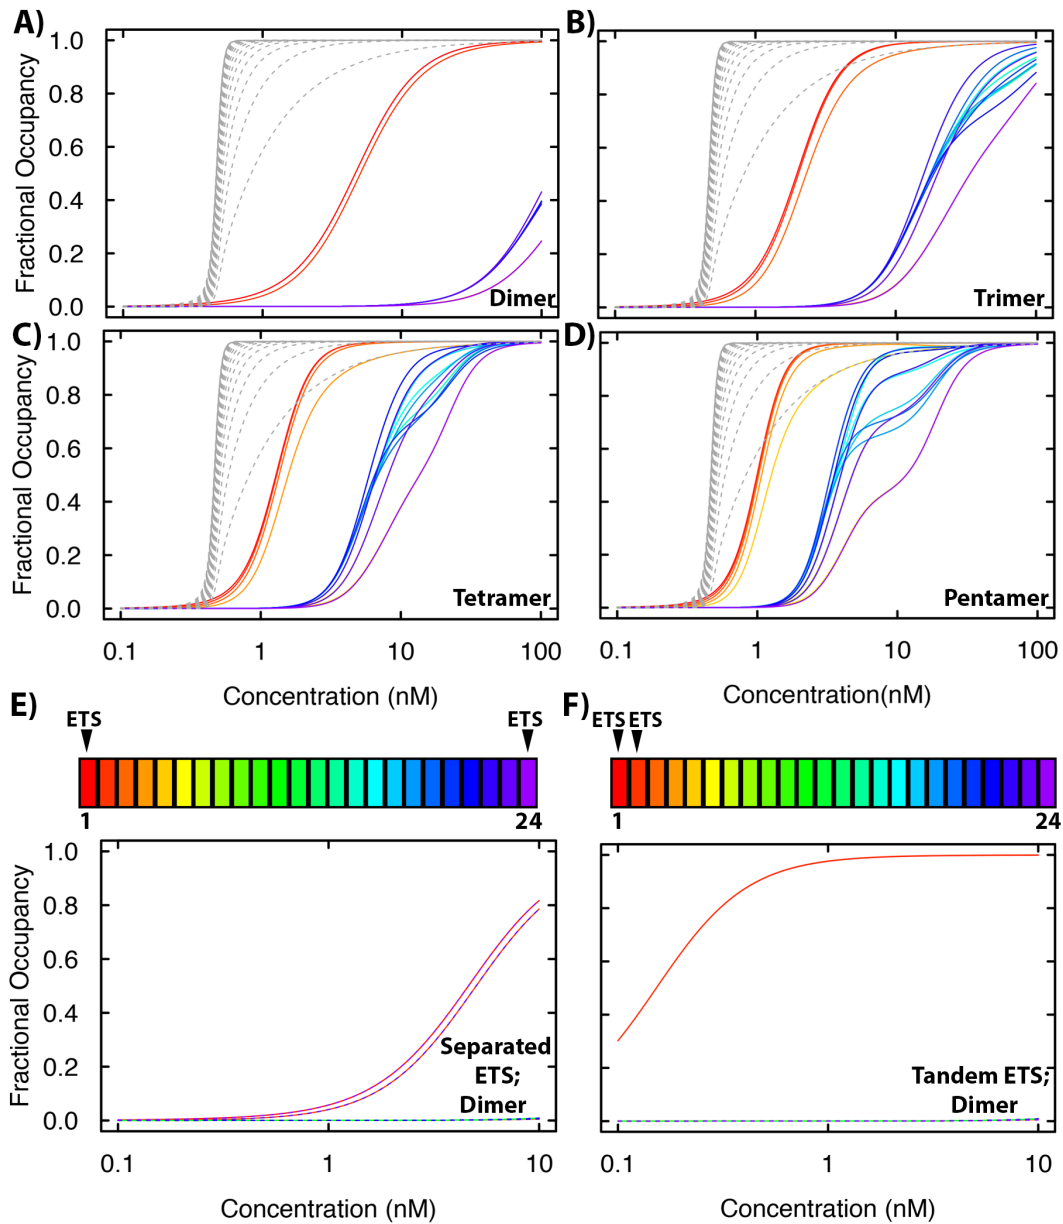 A)
B)
1.0
0.8
0.6
0.4
0.2
0.0
Fractional Occupancy
Dimer
Fractional Occupancy
Trimer
C)
D)
1.0
0.8
0.6
0.4
0.2
0.0
Fractional Occupancy
Tetramer
Fractional Occupancy
Pentamer
0.1 1 10 100
0.1 1 10 100
Concentration (nM)
Concentration(nM)
E)
F)
ETS ETS
ETS ETS
1 24
1 24
1.0
0.8
0.6
0.4
0.2
0.0
Fractional Occupancy
Separated
ETS;
Dimer
Tandem ETS;
Dimer
0.1 1 10
0.1 1 10
Concentration (nM)
Concentration (nM)